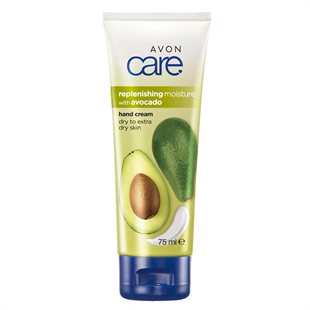 AVON
care
replenishing moisture
with avocado
hand cream
dry to extra
dry skin
75 ml ℮